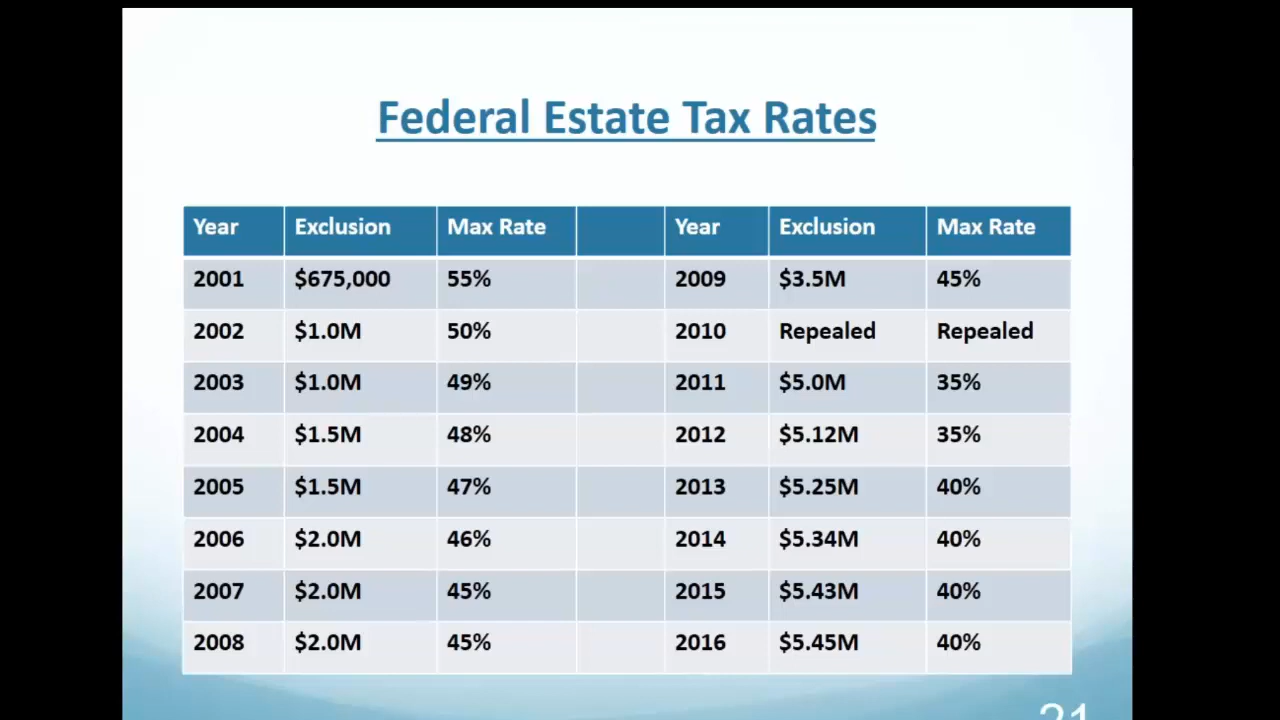 Federal Estate Tax Rates
Year Exclusion Max Rate Year Exclusion Max Rate
2001 $675,000 55% 2009 $3.5M 45%
2002 $1.0M 50% 2010 Repealed Repealed
2003 $1.0M 49% 2011 $5.0M 35%
2004 $1.5M 48% 2012 $5.12M 35%
2005 $1.5M 47% 2013 $5.25M 40%
2006 $2.0M 46% 2014 $5.34M 40%
2007 $2.0M 45% 2015 $5.43M 40%
2008 $2.0M 45% 2016 $5.45M 40%
21